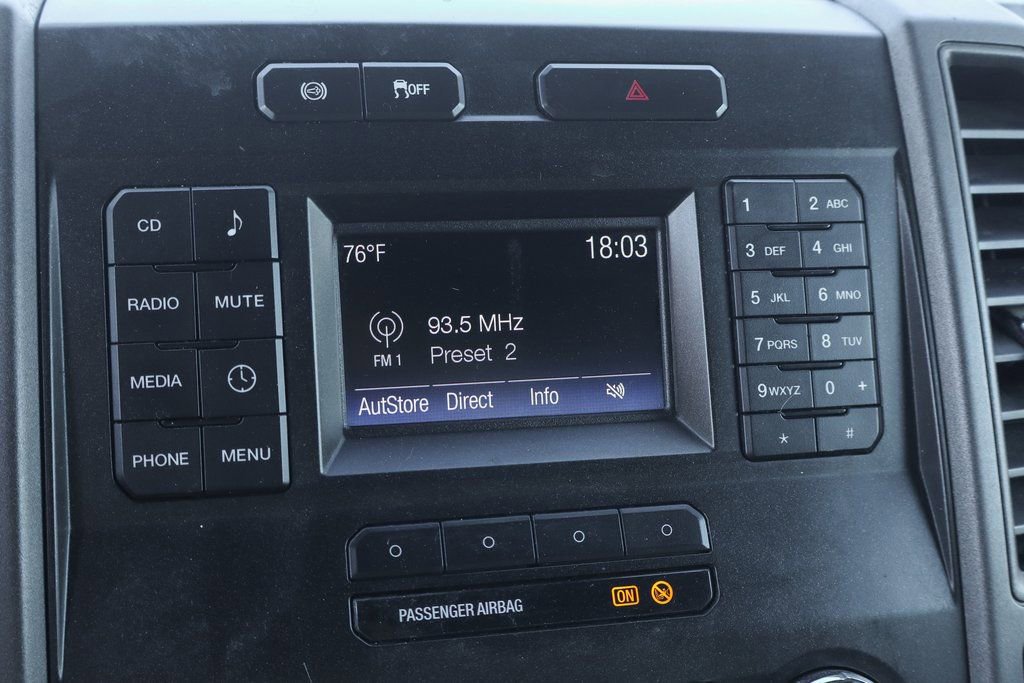 OFF
CD
RADIO MUTE
MEDIA
PHONE MENU
76°F 18:03
93.5 MHz
FM 1
Preset 2
AutoStore Direct Info
1 2 ABC
3 DEF 4 GHI
5 JKL 6 MNO
7 PQRS 8 TUV
9 WXYZ 0 +
* #
PASSENGER AIRBAG ON